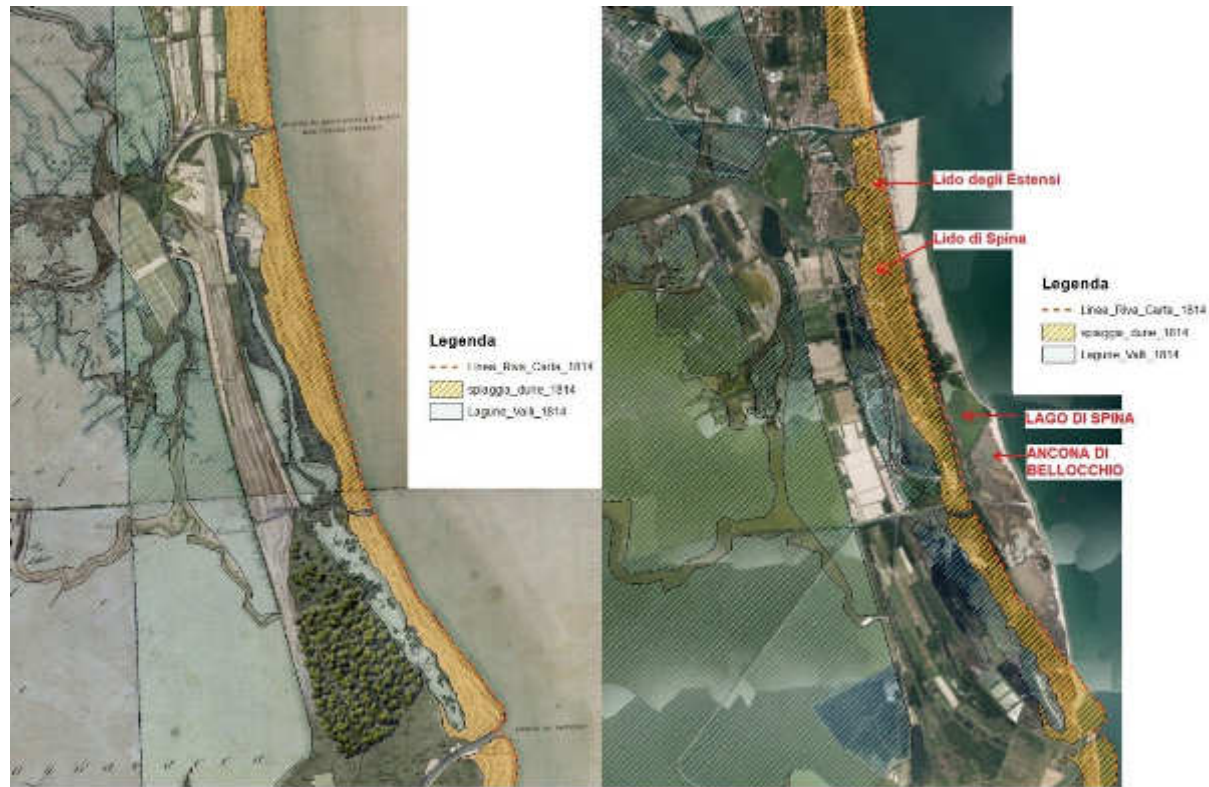 Legenda
Linea_Riva_Carta_1814
spiaggia_dune_1814
Lagune_Valli_1814
Lido degli Estensi
Lido di Spina
Legenda
Linea_Riva_Carta_1814
spiaggia_dune_1814
Lagune_Valli_1814
LAGO DI SPINA
ANCONA DI
BELLOCCHIO